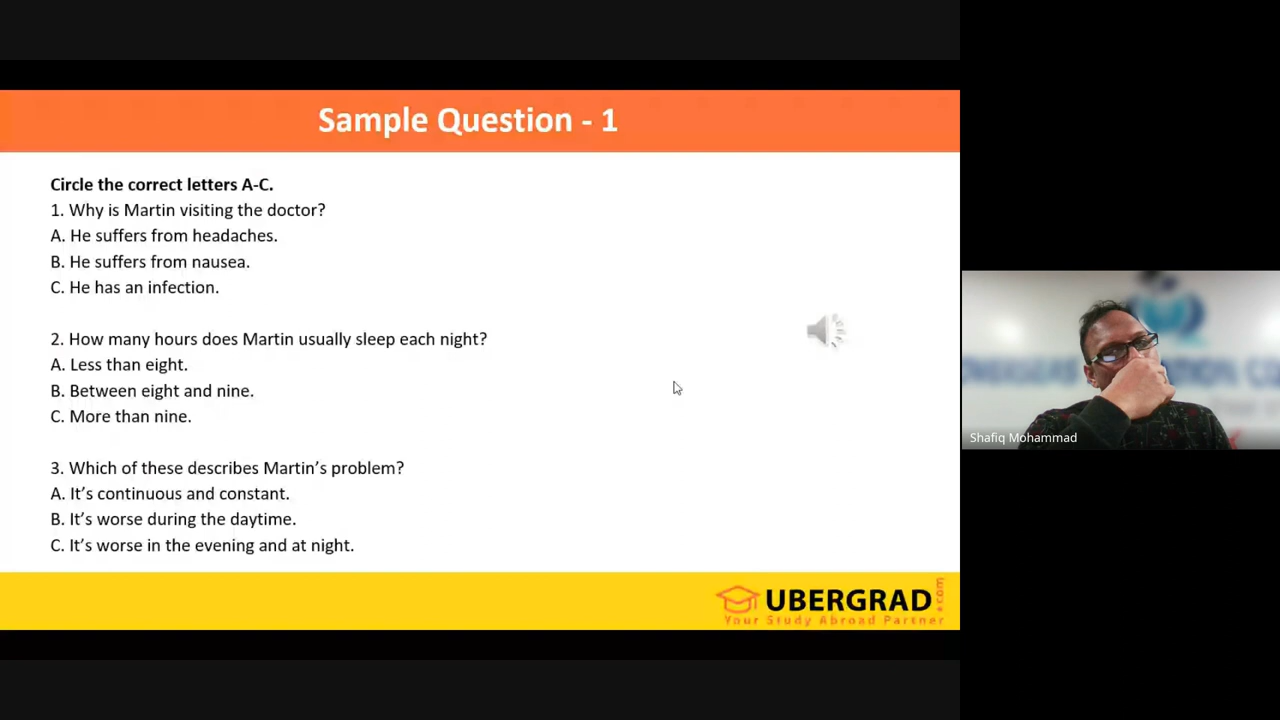 Sample Question - 1
Circle the correct letters A-C.
1. Why is Martin visiting the doctor?
A. He suffers from headaches.
B. He suffers from nausea.
C. He has an infection.
2. How many hours does Martin usually sleep each night?
A. Less than eight.
B. Between eight and nine.
C. More than nine.
3. Which of these describes Martin’s problem?
A. It’s continuous and constant.
B. It’s worse during the daytime.
C. It’s worse in the evening and at night.
UBERGRAD .com
Your Study Abroad Partner
OVERSEAS
Shafiq Mohammad